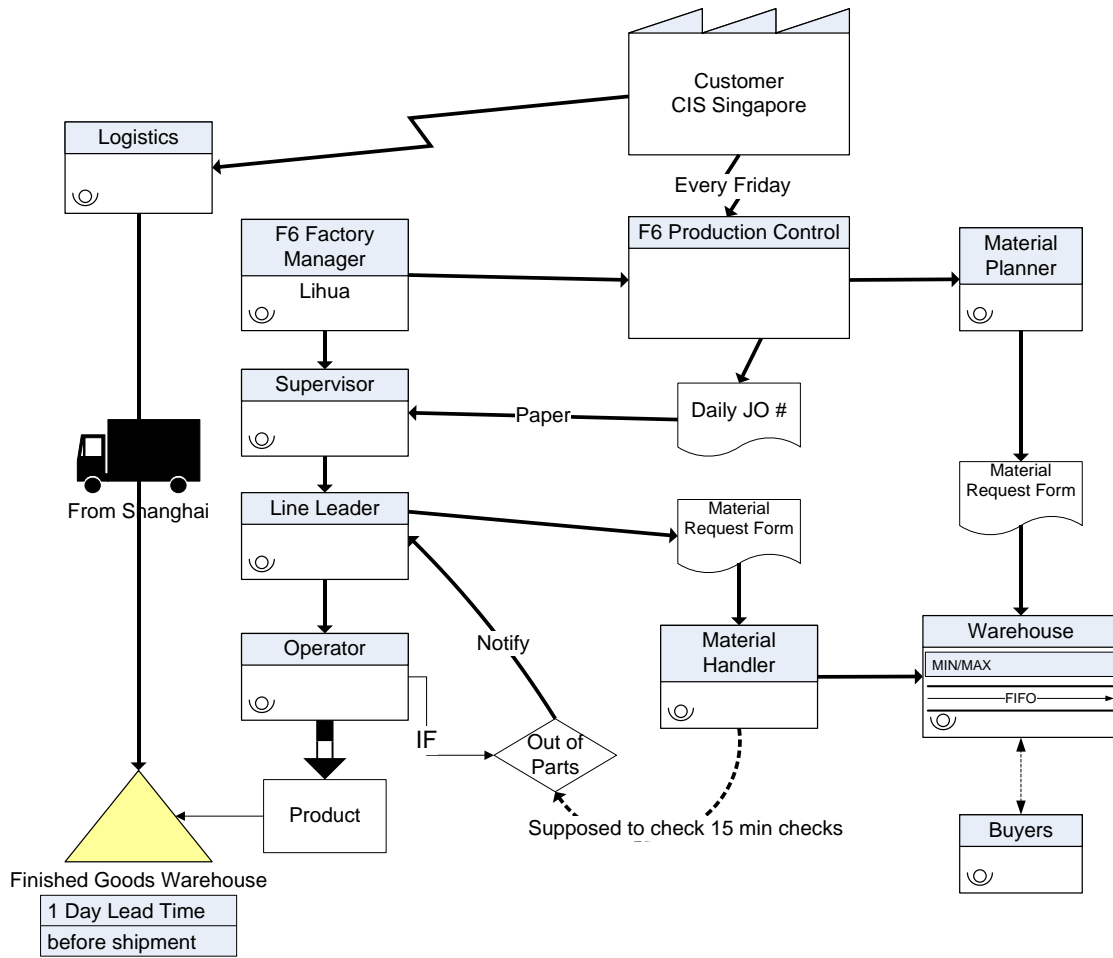 Customer
CIS Singapore
Logistics
Every Friday
F6 Factory
Manager
Lihua
F6 Production Control
Material
Planner
Supervisor
Paper
Daily JO #
From Shanghai
Line Leader
Material
Request Form
Material
Request Form
Operator
Notify
Material
Handler
Warehouse
MIN/MAX
FIFO
IF
Out of
Parts
Product
Supposed to check 15 min checks
Buyers
Finished Goods Warehouse
1 Day Lead Time
before shipment